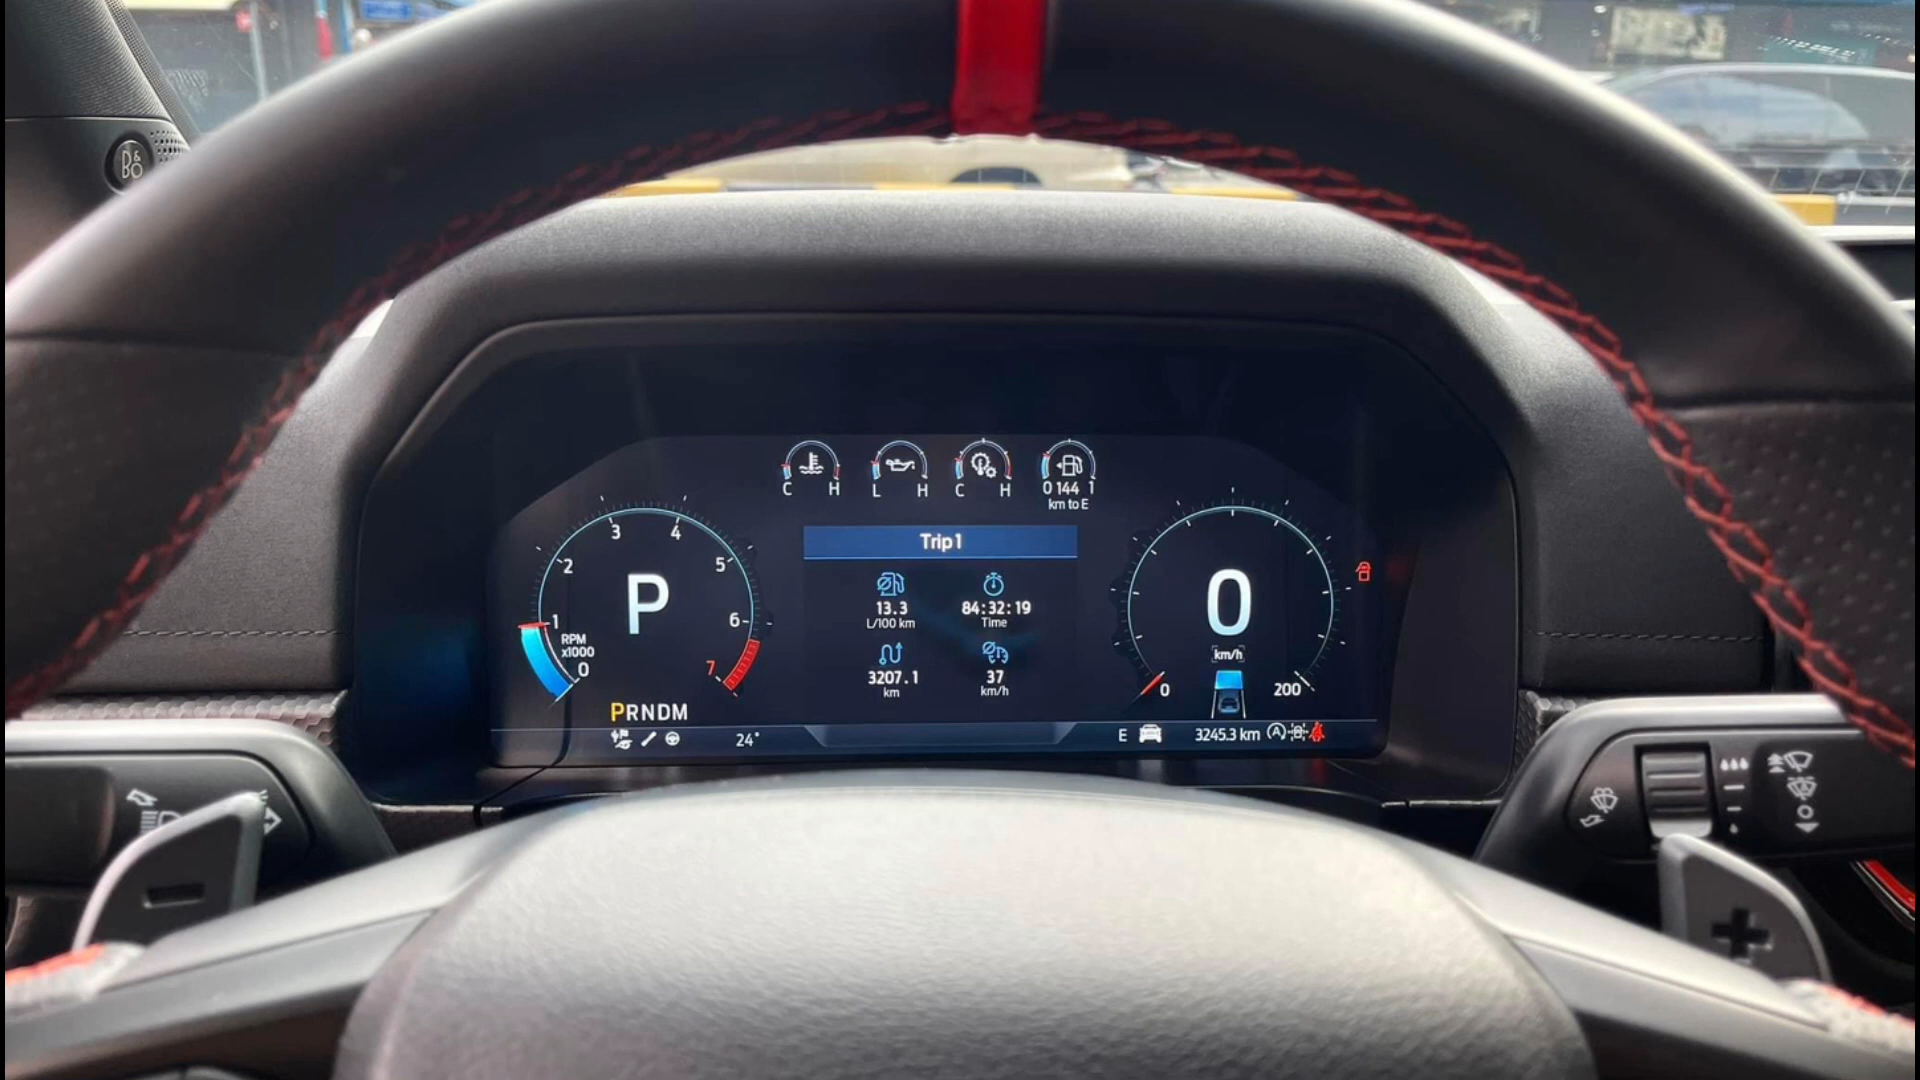 B&O
C H
L H
C H
0 144 1
km to E
Trip 1
13.3
L/100 km
84:32:19
Time
3207.1
km
37
km/h
0
1
2
3
4
5
6
7
RPM
x1000
P
PRNDM
24°
0
km/h
0
200
E
3245.3 km
A